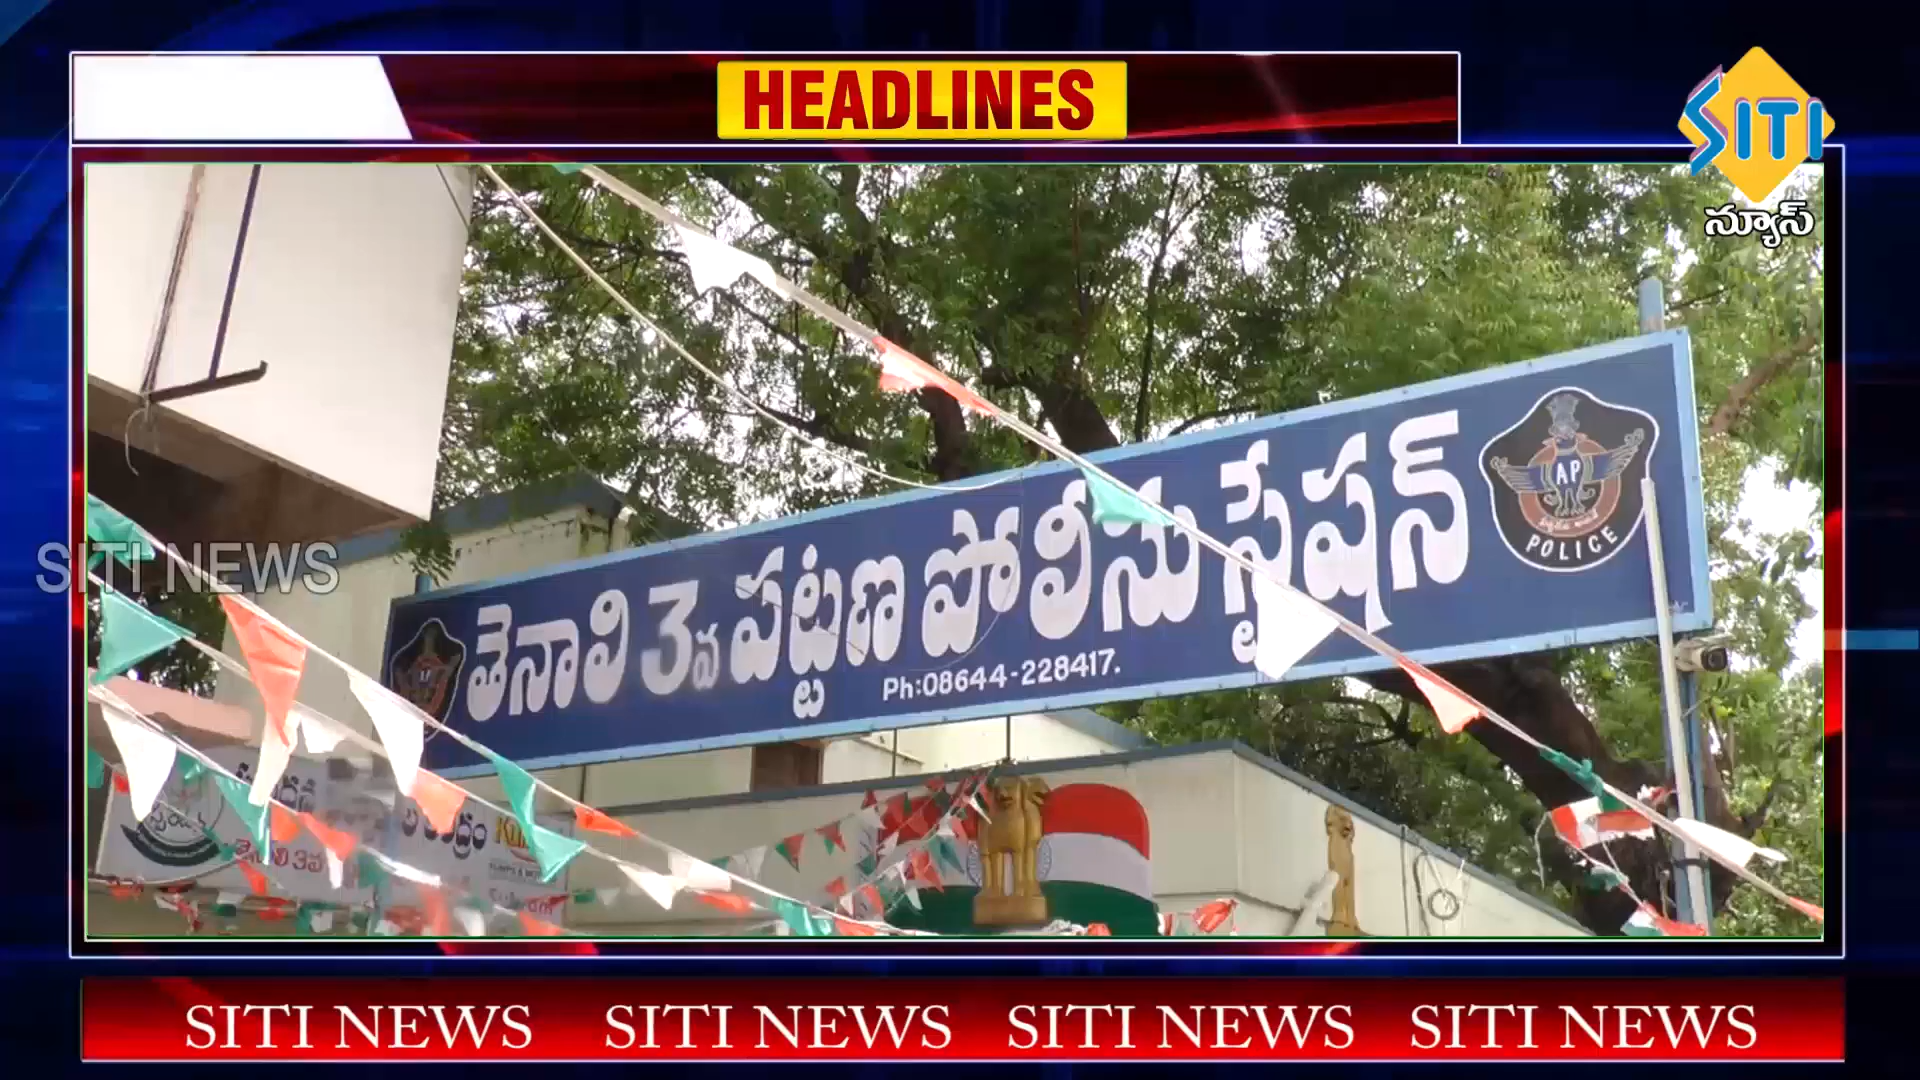 HEADLINES
SITI
న్యూస్
SITI NEWS
తెనాలి 3వ పట్టణ పోలీసు స్టేషన్
Ph:08644-228417.
AP
POLICE
తెనాలి 3వ
SITI NEWS SITI NEWS SITI NEWS SITI NEWS